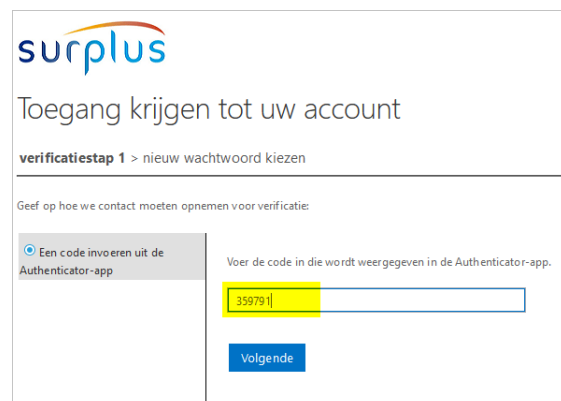 surplus
Toegang krijgen tot uw account
verificatiestap 1 > nieuw wachtwoord kiezen
Geef op hoe we contact moeten opnemen voor verificatie:
Een code invoeren uit de
Authenticator-app
Voer de code in die wordt weergegeven in de Authenticator-app.
359791
Volgende